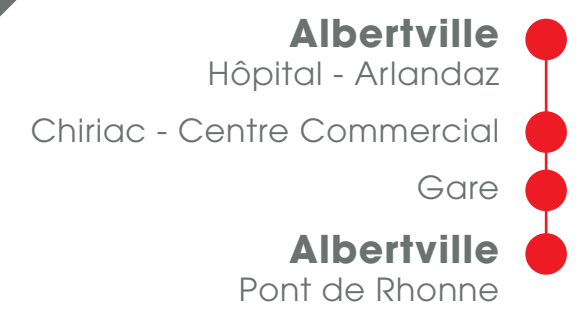 Albertville
Hôpital - Arlandaz
Chiriac - Centre Commercial
Gare
Albertville
Pont de Rhonne